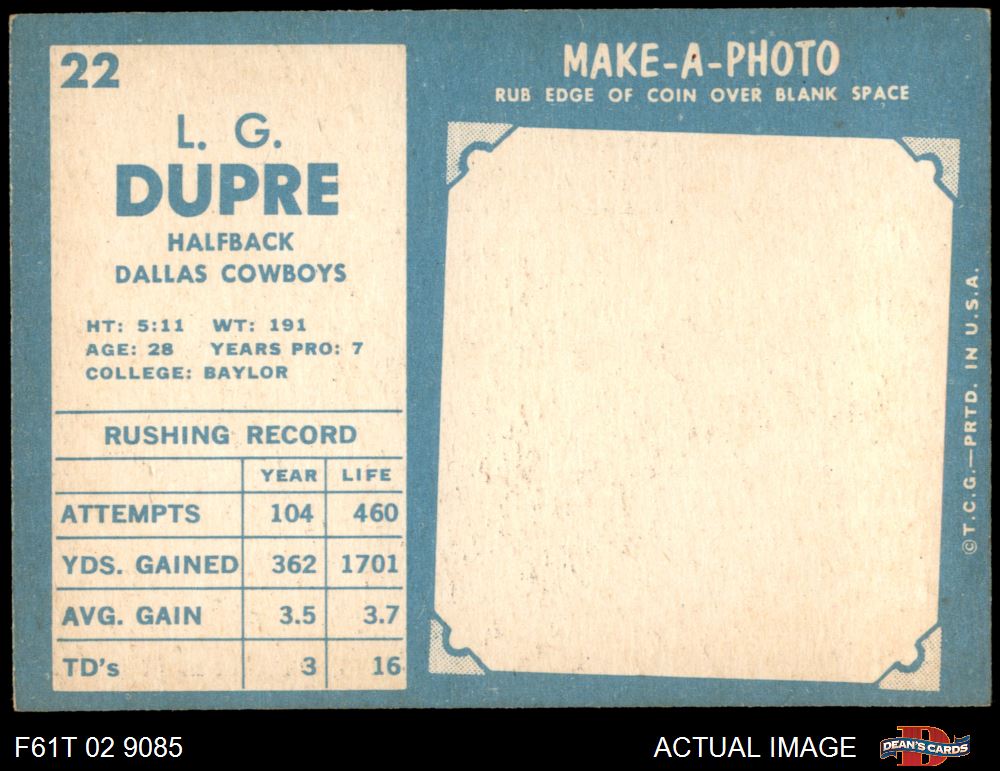 22
L. G.
DUPRE
HALFBACK
DALLAS COWBOYS
HT: 5:11 WT: 191
AGE: 28 YEARS PRO: 7
COLLEGE: BAYLOR
RUSHING RECORD
YEAR LIFE
ATTEMPTS 104 460
YDS. GAINED 362 1701
AVG. GAIN 3.5 3.7
TD's 3 16
MAKE-A-PHOTO
RUB EDGE OF COIN OVER BLANK SPACE
©T.C.G.—PRTD. IN U.S.A.
F61T 02 9085
ACTUAL IMAGE
DEAN'S CARDS